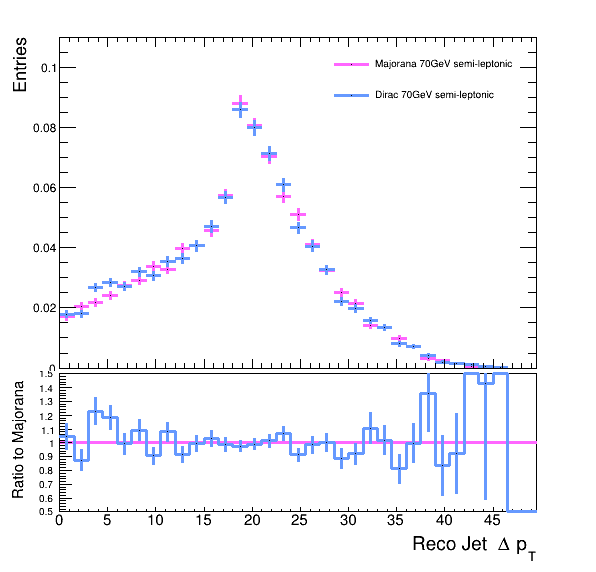 Entries
0.1
0.08
0.06
0.04
0.02
0
Majorana 70GeV semi-leptonic
Dirac 70GeV semi-leptonic
Ratio to Majorana
1.5
1.4
1.3
1.2
1.1
1
0.9
0.8
0.7
0.6
0.5
0 5 10 15 20 25 30 35 40 45
Reco Jet Δ pT